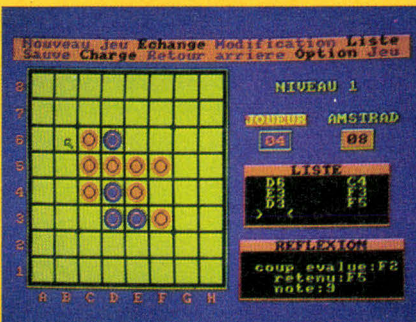 Nouveau jeu Echange Modification Liste
Sauve Charge Retour arriere Option Jeu
NIVEAU 1
JOUEUR AMSTRAD
04 08
LISTE
D6 C4
E3 F3
D3 F5
> <
REFLEXION
coup evalue:F2
retenu:F5
note:9
8
7
6
5
4
3
2
1
A B C D E F G H